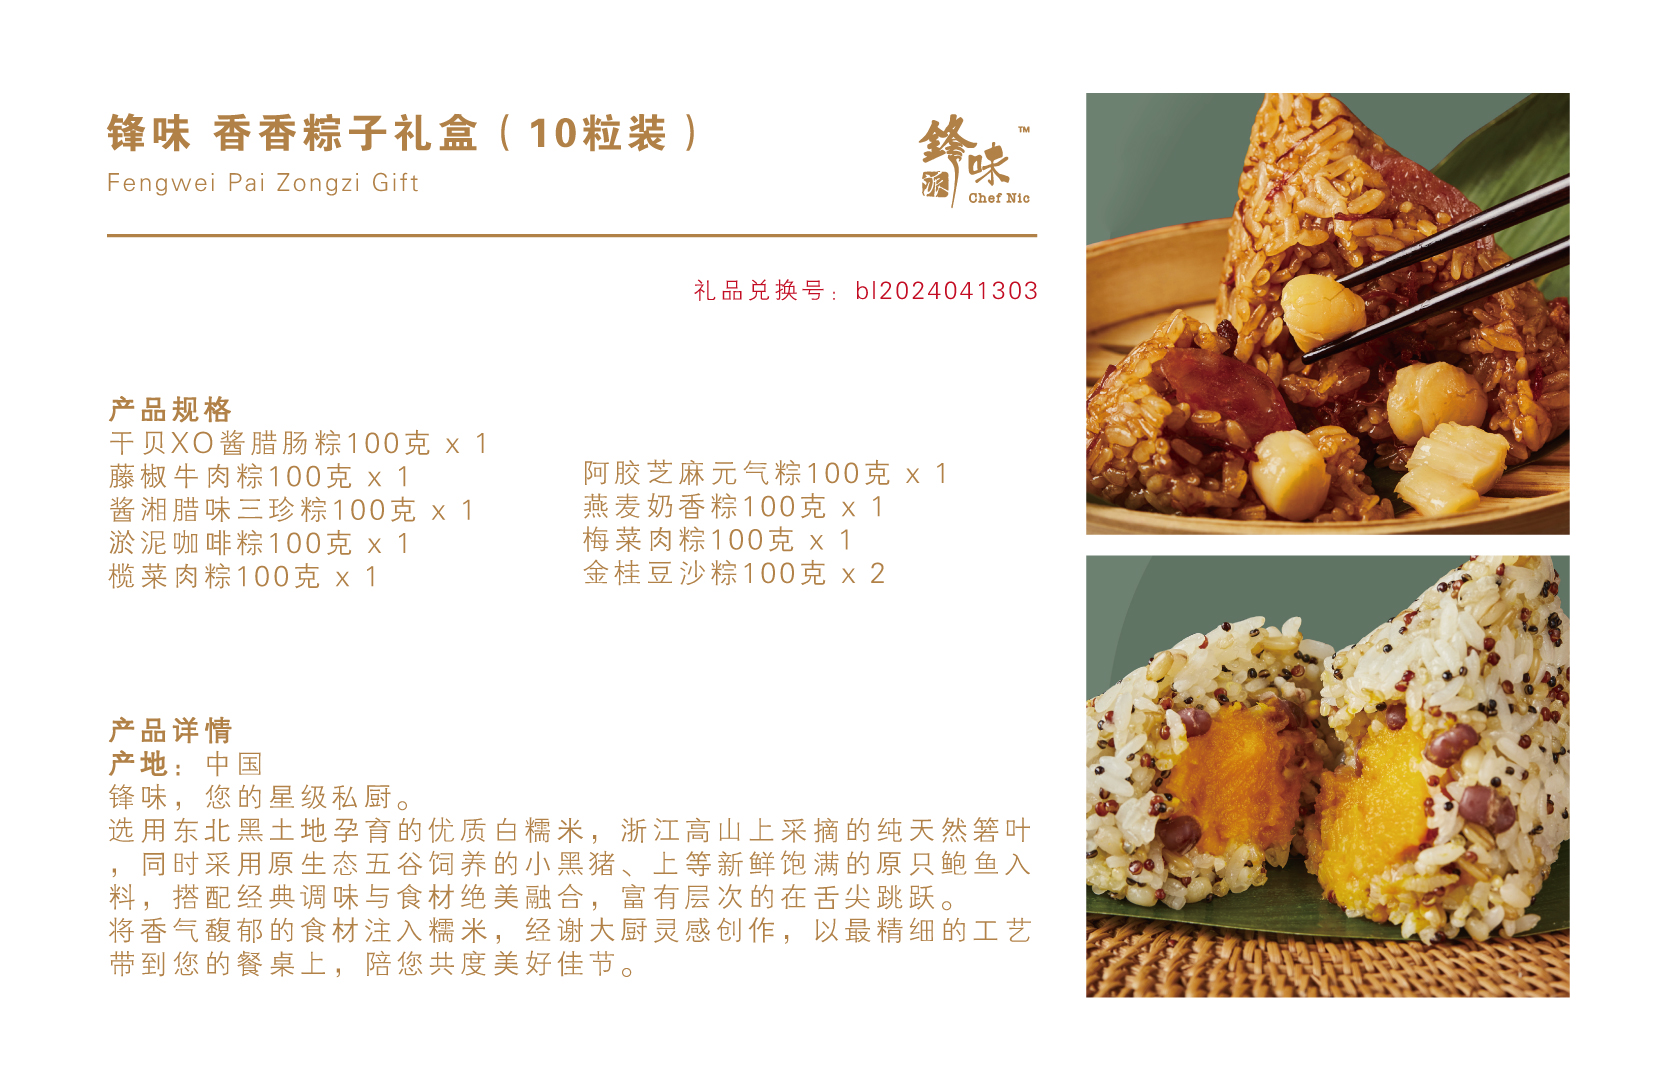 锋味 香香粽子礼盒（10粒装）
Fengwei Pai Zongzi Gift
鋒味
派
™
Chef Nic
礼品兑换号：bl2024041303
产品规格
干贝XO酱腊肠粽100克 x 1
藤椒牛肉粽100克 x 1
酱湘腊味三珍粽100克 x 1
淤泥咖啡粽100克 x 1
榄菜肉粽100克 x 1
阿胶芝麻元气粽100克 x 1
燕麦奶香粽100克 x 1
梅菜肉粽100克 x 1
金桂豆沙粽100克 x 2
产品详情
产地：中国
锋味，您的星级私厨。
选用东北黑土地孕育的优质白糯米，浙江高山上采摘的纯天然箬叶
，同时采用原生态五谷饲养的小黑猪、上等新鲜饱满的原只鲍鱼入
料，搭配经典调味与食材绝美融合，富有层次的在舌尖跳跃。
将香气馥郁的食材注入糯米，经谢大厨灵感创作，以最精细的工艺
带到您的餐桌上，陪您共度美好佳节。